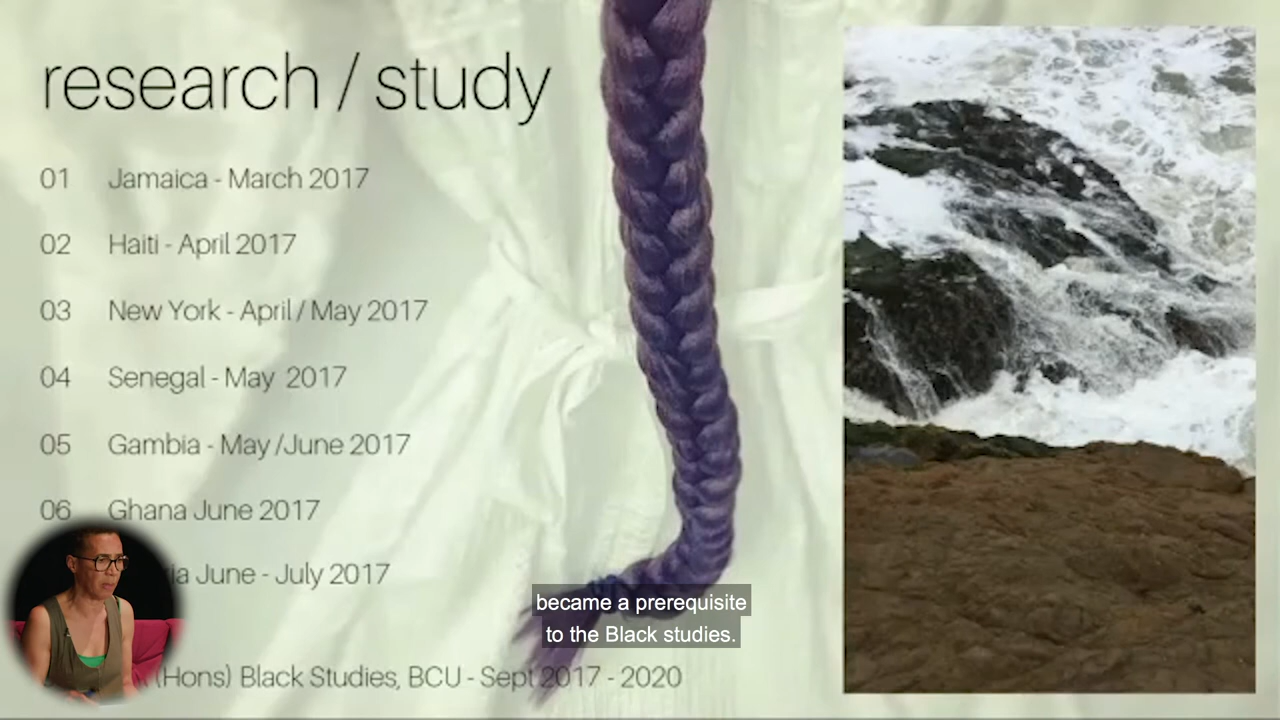 research / study
01 Jamaica - March 2017
02 Haiti - April 2017
03 New York - April / May 2017
04 Senegal - May 2017
05 Gambia - May /June 2017
06 Ghana June 2017
June - July 2017
(Hons) Black Studies, BCU - Sept 2017 - 2020
became a prerequisite
to the Black studies.